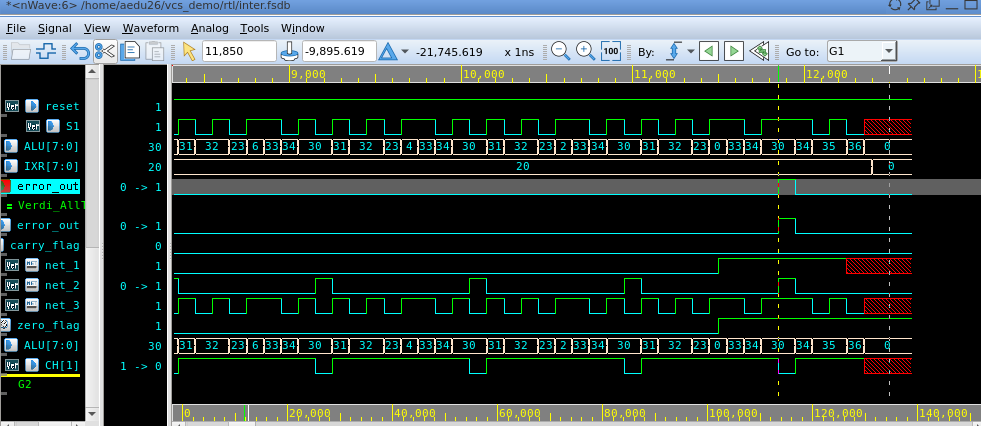 *<nWave:6> /home/aedu26/vcs_demo/rtl/inter.fsdb
File Signal View Waveform Analog Tools Window
11,850 -9,895.619 -21,745.619 x 1ns 100 By: Go to: G1
9,000 10,000 11,000 12,000
reset 1
S1 1
ALU[7:0] 30 31 32 23 6 33 34 30 31 32 23 4 33 34 30 31 32 23 2 33 34 30 31 32 23 0 33 34 30 34 35 36 0
IXR[7:0] 20 20 0
error_out 0 -> 1
= Verdi_AllT
error_out 0 -> 1
carry_flag 0
net_1 1
net_2 0 -> 1
net_3 1
zero_flag 1
ALU[7:0] 30 31 32 23 6 33 34 30 31 32 23 4 33 34 30 31 32 23 2 33 34 30 31 32 23 0 33 34 30 34 35 36 0
CH[1] 1 -> 0
G2
0 20,000 40,000 60,000 80,000 100,000 120,000 140,000